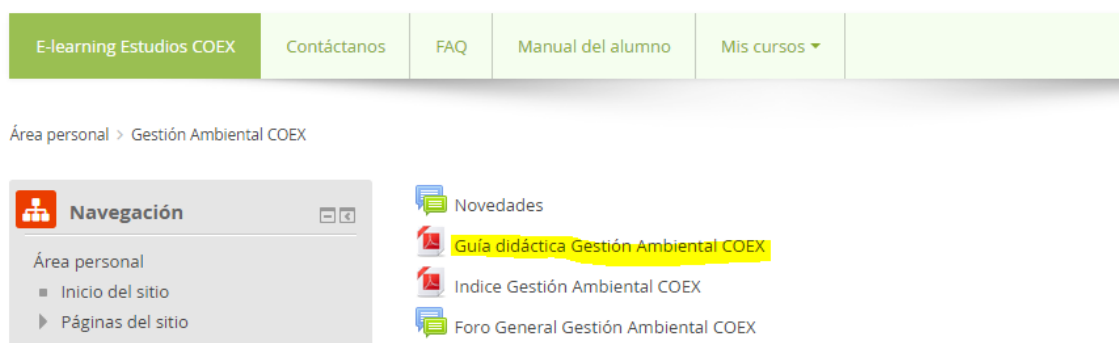 E-learning Estudios COEX
Contáctanos
FAQ
Manual del alumno
Mis cursos
Área personal > Gestión Ambiental COEX
Navegación
Área personal
Inicio del sitio
Páginas del sitio
Novedades
Guía didáctica Gestión Ambiental COEX
Indice Gestión Ambiental COEX
Foro General Gestión Ambiental COEX